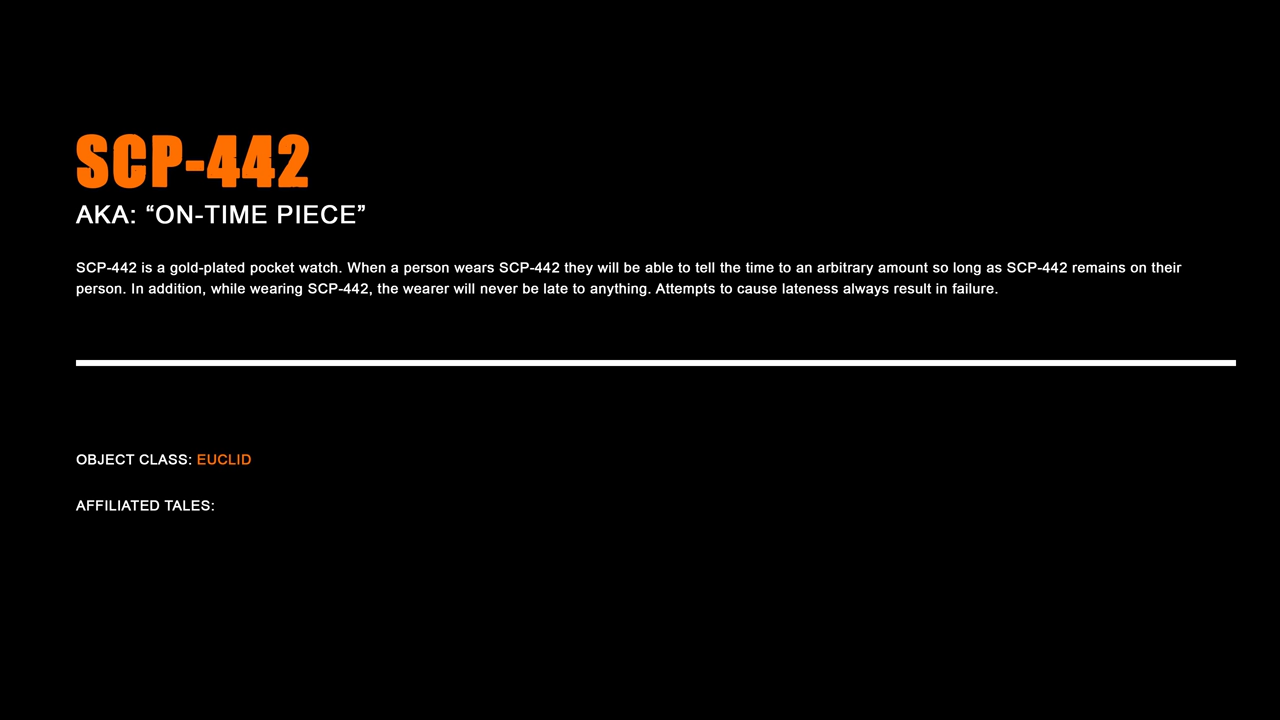 SCP-442
AKA: “ON-TIME PIECE”
SCP-442 is a gold-plated pocket watch. When a person wears SCP-442 they will be able to tell the time to an arbitrary amount so long as SCP-442 remains on their
person. In addition, while wearing SCP-442, the wearer will never be late to anything. Attempts to cause lateness always result in failure.
OBJECT CLASS: EUCLID
AFFILIATED TALES: